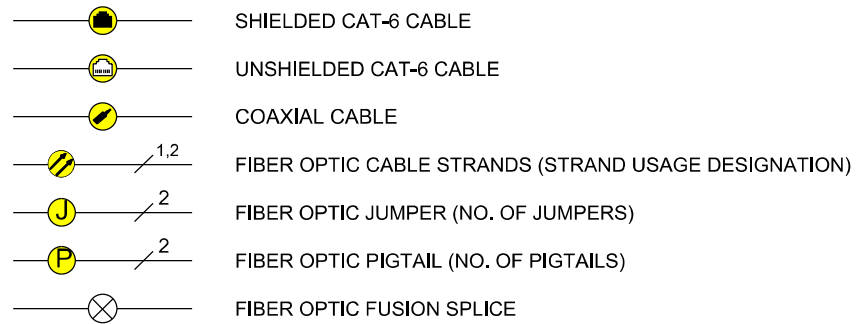 SHIELDED CAT-6 CABLE
UNSHIELDED CAT-6 CABLE
COAXIAL CABLE
1,2 FIBER OPTIC CABLE STRANDS (STRAND USAGE DESIGNATION)
J 2 FIBER OPTIC JUMPER (NO. OF JUMPERS)
P 2 FIBER OPTIC PIGTAIL (NO. OF PIGTAILS)
FIBER OPTIC FUSION SPLICE